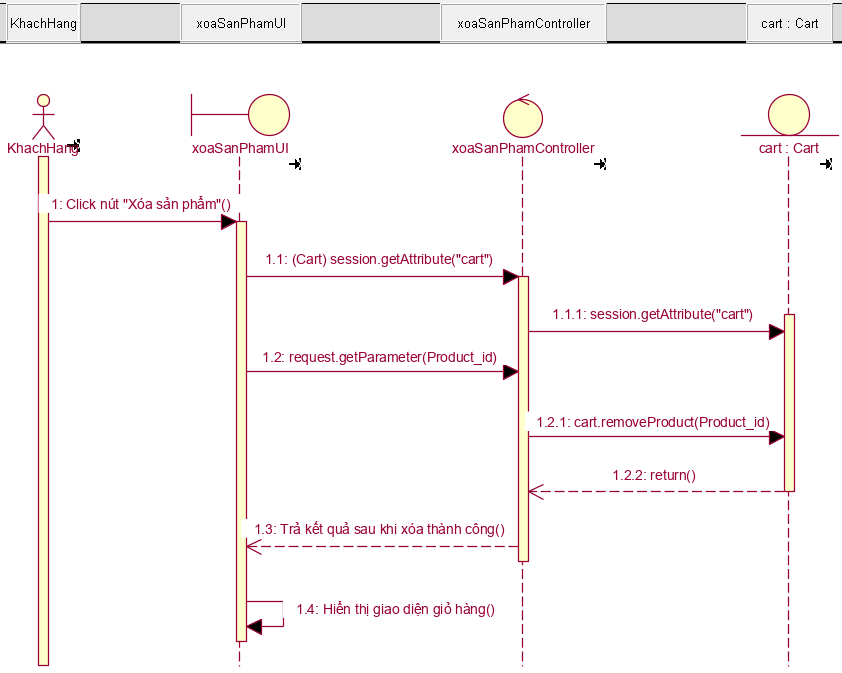 KhachHang
xoaSanPhamUI
xoaSanPhamController
cart : Cart
KhachHang
xoaSanPhamUI
xoaSanPhamController
cart : Cart
1: Click nút "Xóa sản phẩm"()
1.1: (Cart) session.getAttribute("cart")
1.1.1: session.getAttribute("cart")
1.2: request.getParameter(Product_id)
1.2.1: cart.removeProduct(Product_id)
1.2.2: return()
1.3: Trả kết quả sau khi xóa thành công()
1.4: Hiển thị giao diện giỏ hàng()